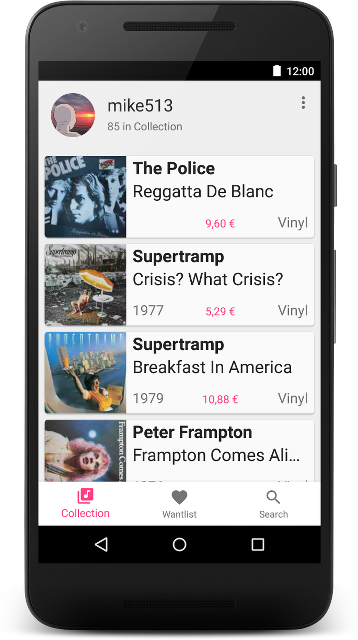 12:00
mike513
85 in Collection
THE POLICE
The Police
Reggatta De Blanc
9,60 €
Vinyl
Supertramp
Supertramp
Crisis? What Crisis?
1977
5,29 €
Vinyl
SUPERTRAMP
Supertramp
Breakfast In America
1979
10,88 €
Vinyl
Frampton Comes
Peter Frampton
Frampton Comes Ali...
Collection
Wantlist
Search